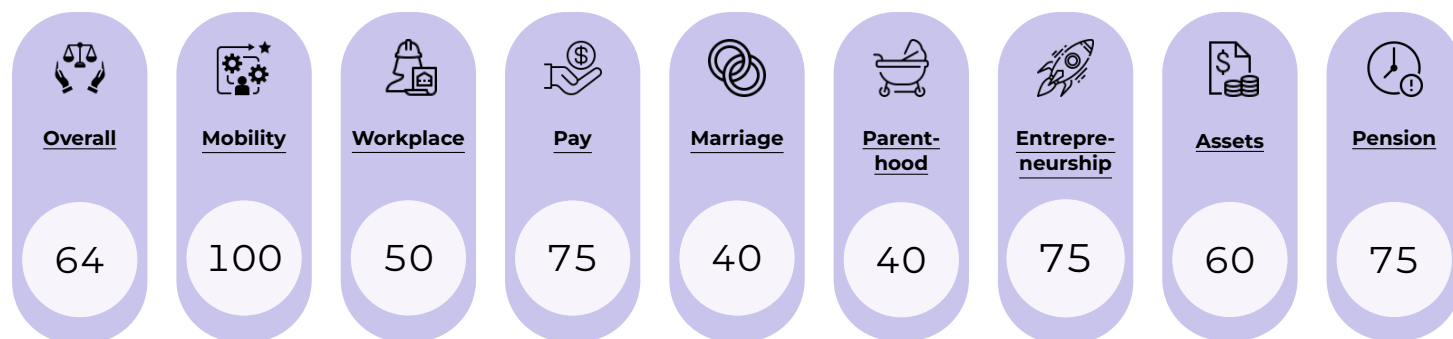 Overall
Mobility
Workplace
Pay
Marriage
Parent-
hood
Entrepre-
neurship
Assets
Pension
$
$
!
64
100
50
75
40
40
75
60
75